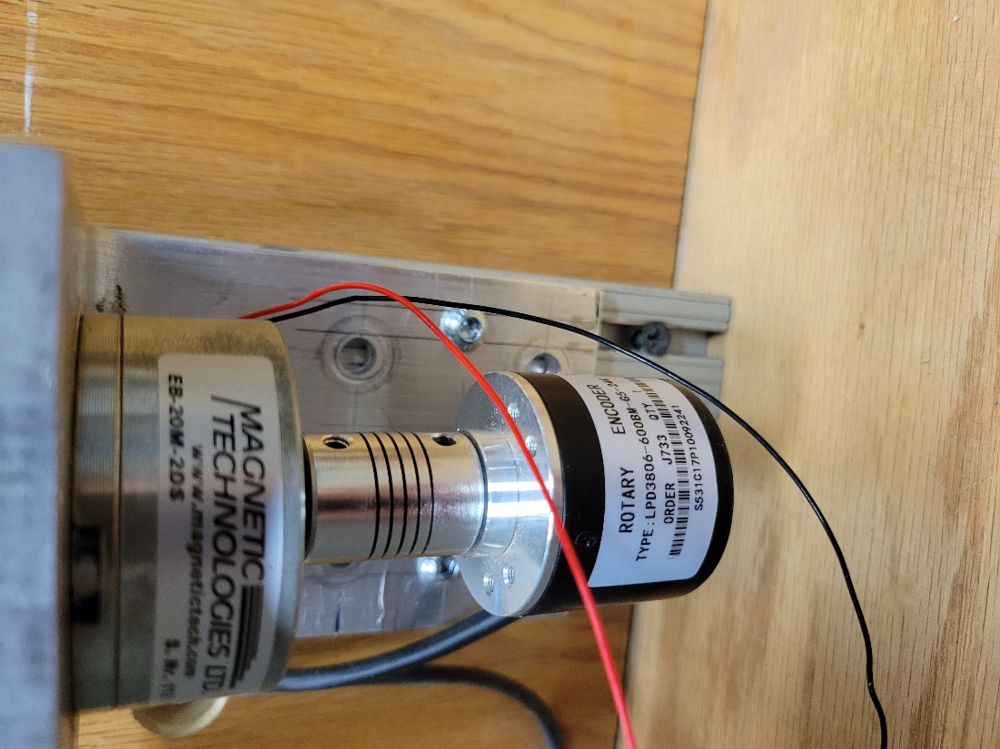 MAGNETIC
TECHNOLOGIES LTD.
www.magnetictech.com
EB-20M-2DS
ROTARY ENCODER
TYPE:LPD3806-600BM-G5-24
ORDER J733 QTY
S531C17P10092241